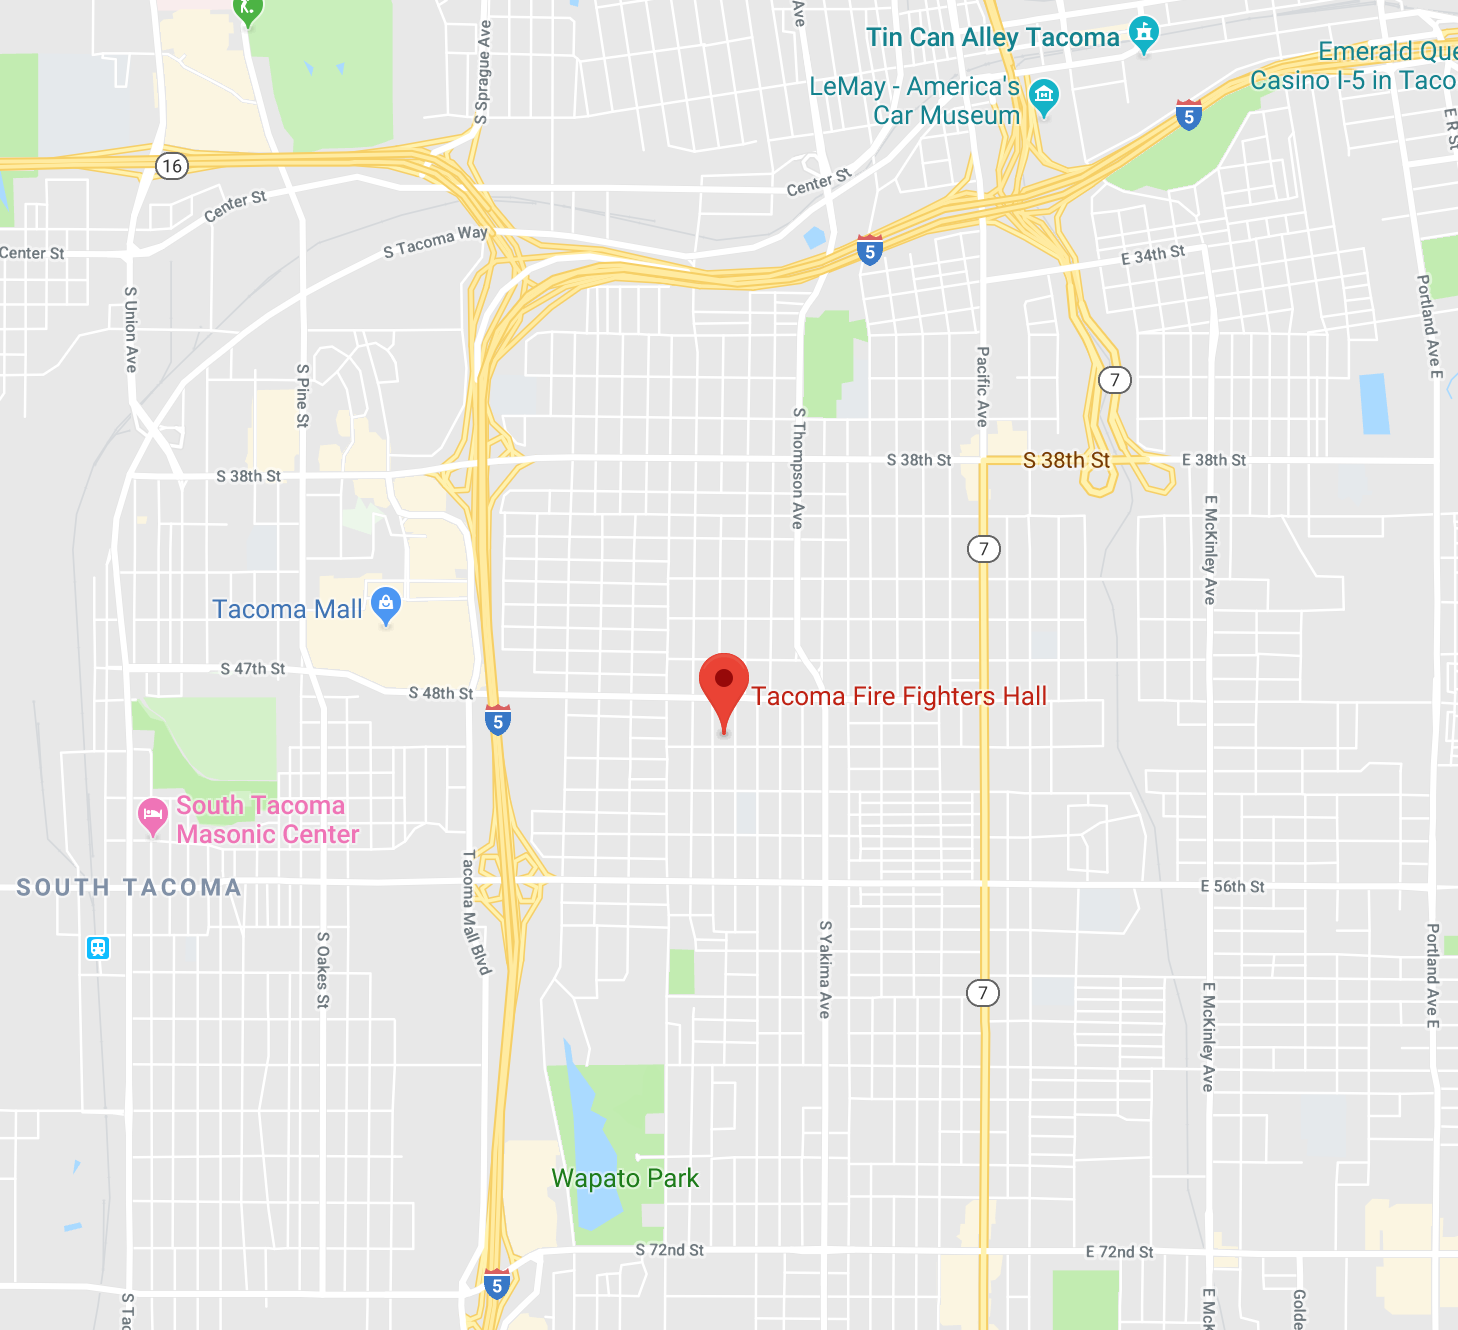 Tin Can Alley Tacoma
Emerald Que
Casino I-5 in Taco
LeMay - America's
Car Museum
S Sprague Ave
Ave
5
E R St
16
Center St
Center St
Center St
S Tacoma Way
5
E 34th St
S Union Ave
S Pine St
Portland Ave E
Pacific Ave
7
S Thompson Ave
S 38th St
S 38th St
S 38th St
E 38th St
E McKinley Ave
7
Tacoma Mall
S 47th St
S 48th St
Tacoma Fire Fighters Hall
5
South Tacoma
Masonic Center
SOUTH TACOMA
Tacoma Mall Blvd
E 56th St
S Oakes St
S Yakima Ave
Portland Ave E
7
E McKinley Ave
Wapato Park
S 72nd St
E 72nd St
5
S Tac
E McK
Golde